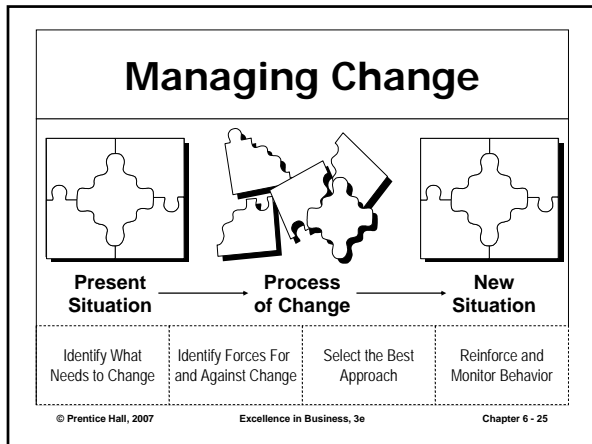 Managing Change
Present
Situation
Process
of Change
New
Situation
Identify What
Needs to Change
Identify Forces For
and Against Change
Select the Best
Approach
Reinforce and
Monitor Behavior
© Prentice Hall, 2007
Excellence in Business, 3e
Chapter 6 - 25